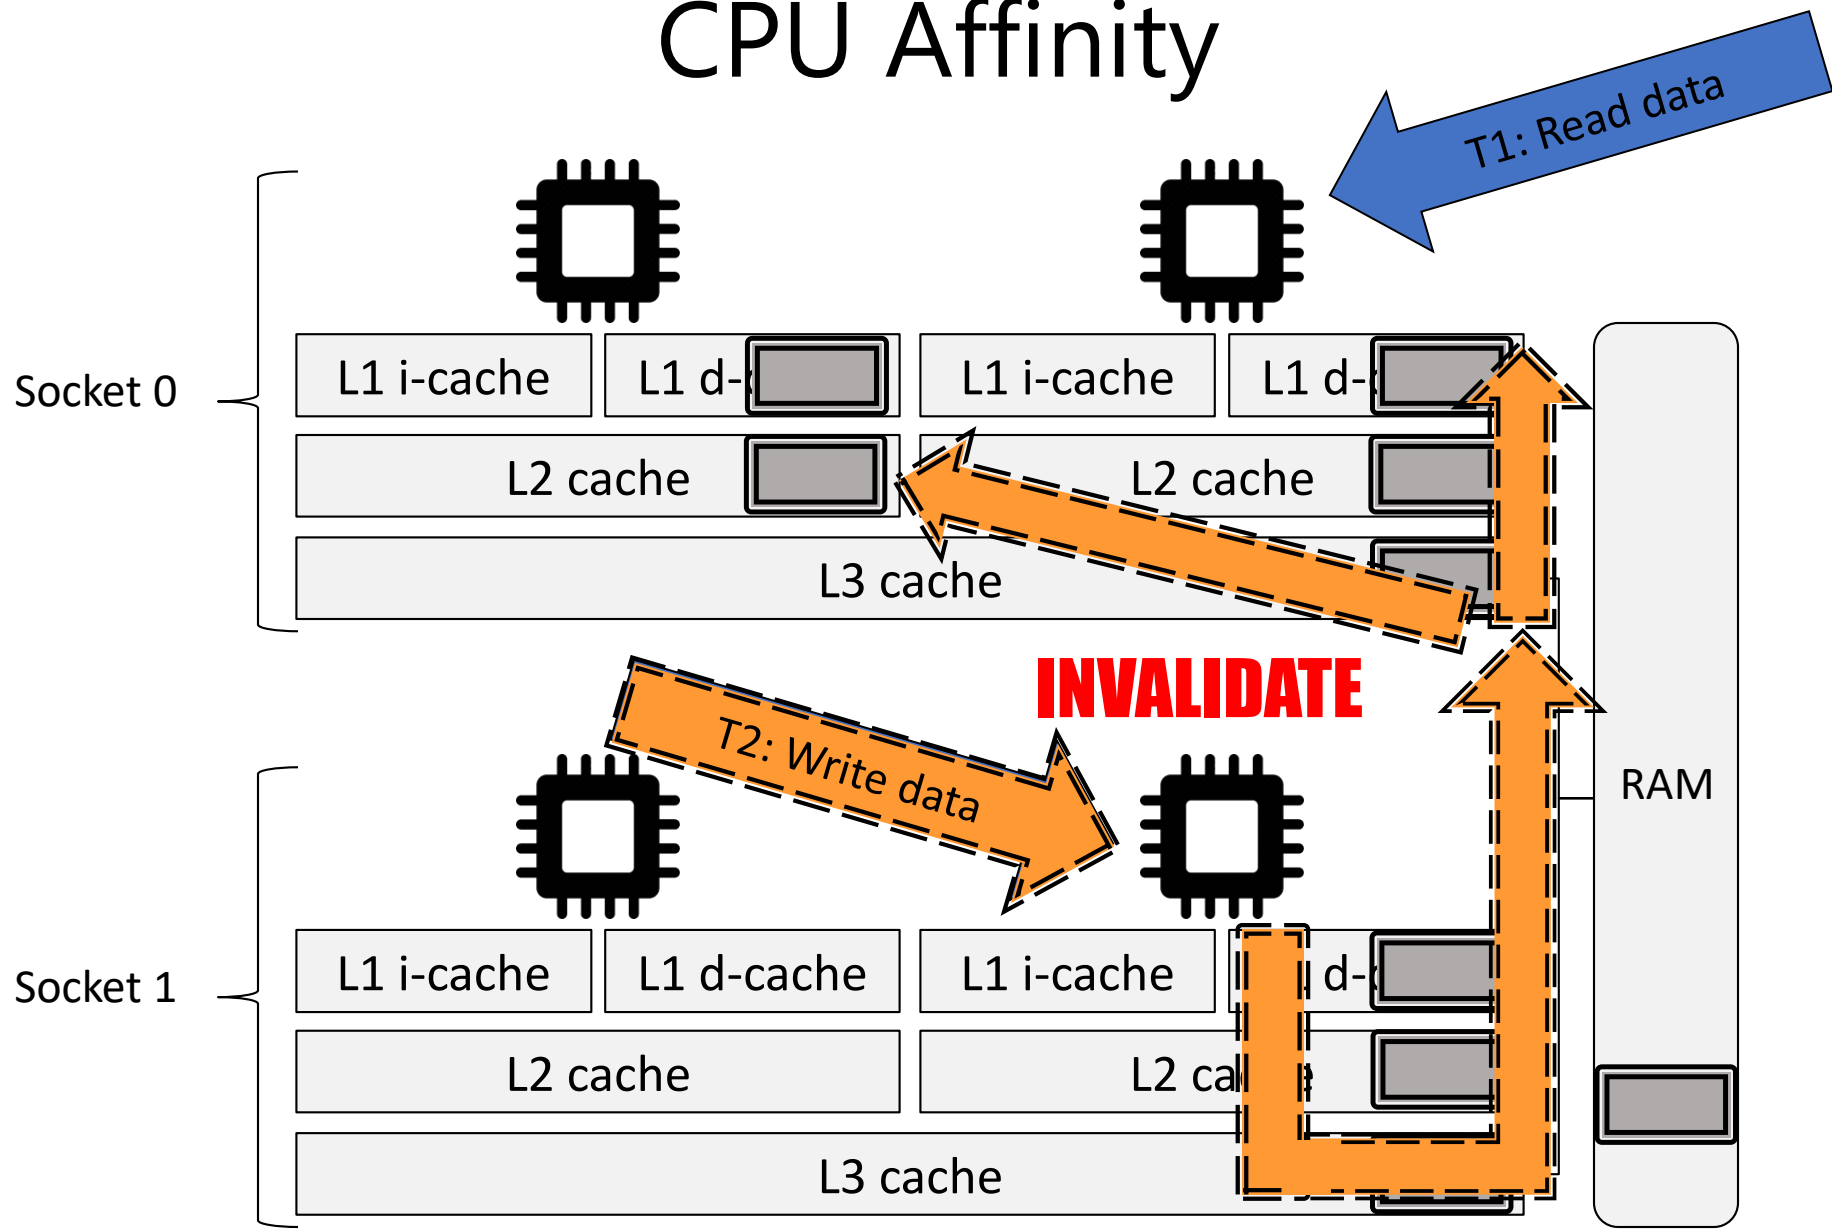 CPU Affinity
T1: Read data
Socket 0
L1 i-cache
L1 d-
L1 i-cache
L1 d-
L2 cache
L2 cache
L3 cache
INVALIDATE
T2: Write data
RAM
Socket 1
L1 i-cache
L1 d-cache
L1 i-cache
d-
L2 cache
L2 ca
L3 cache